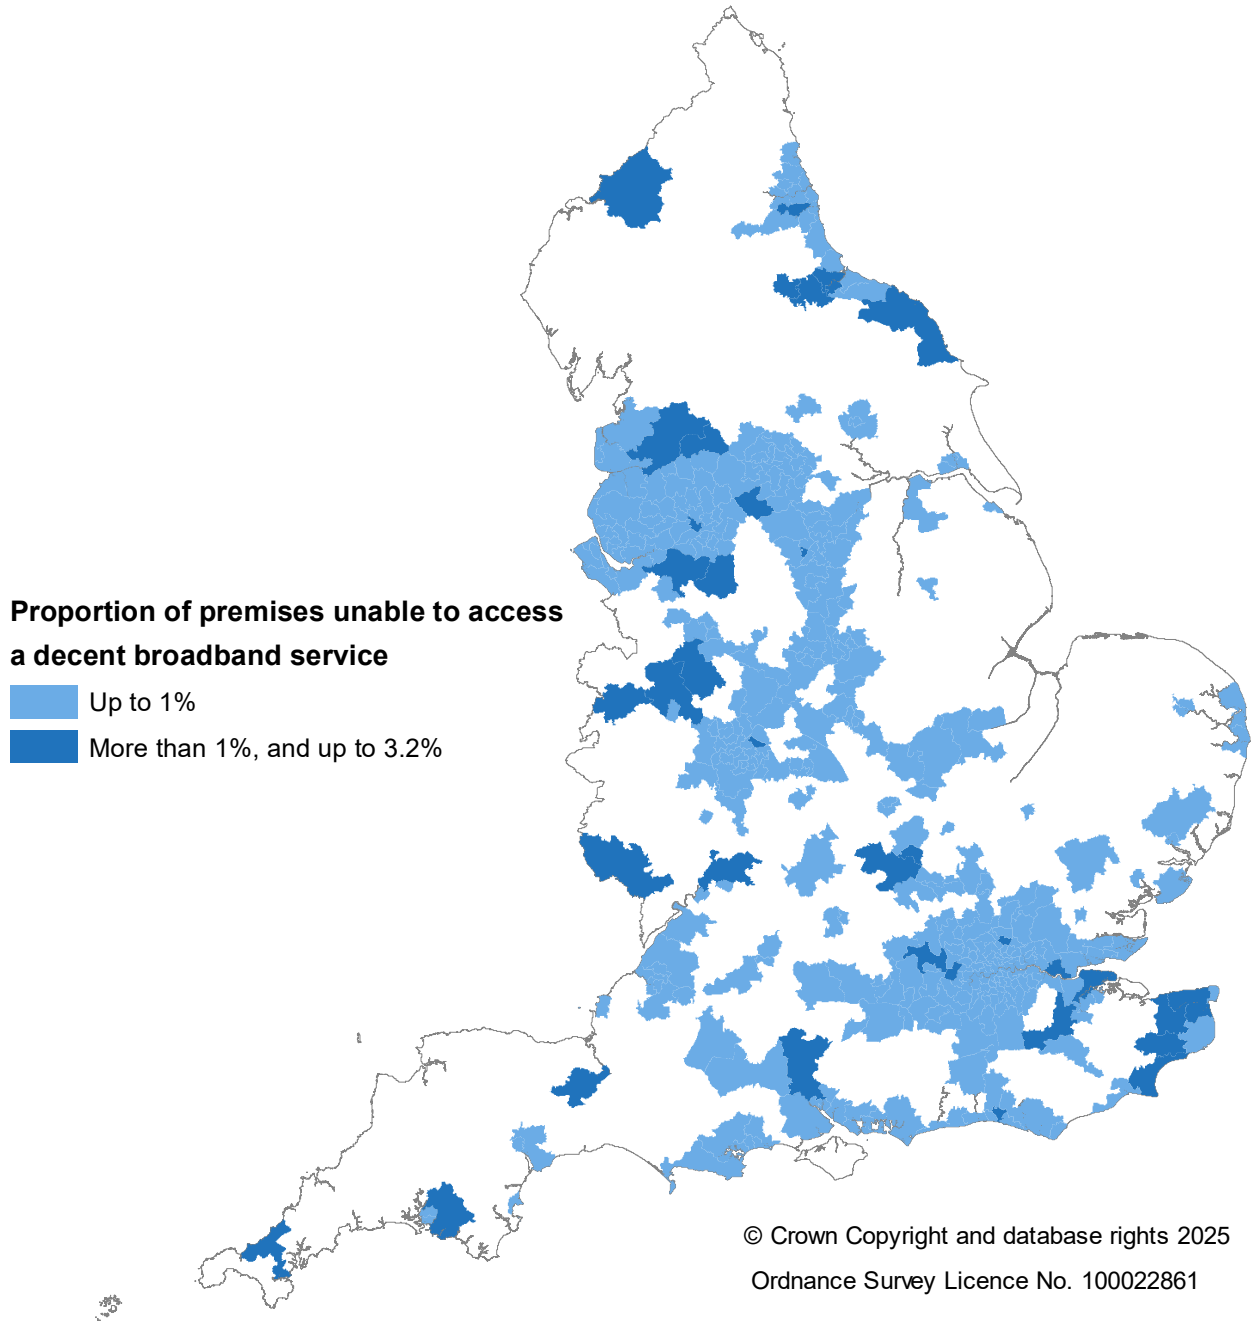 Proportion of premises unable to access
a decent broadband service
Up to 1%
More than 1%, and up to 3.2%
© Crown Copyright and database rights 2025
Ordnance Survey Licence No. 100022861